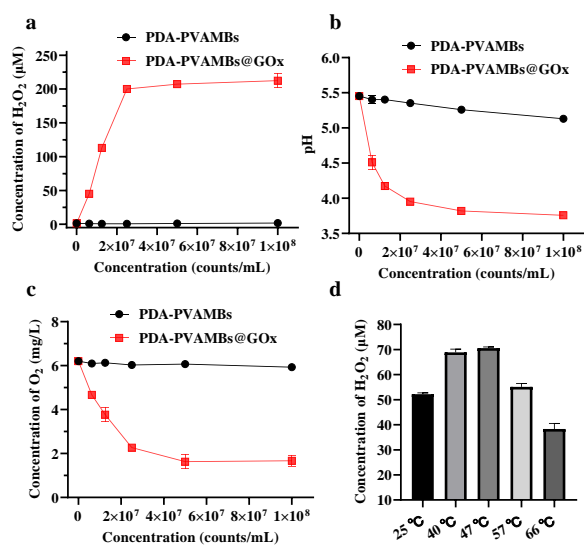 a
PDA-PVAMBs
PDA-PVAMBs@GOx
Concentration of H₂O₂ (μM)
250
200
150
100
50
0
0 2×10⁷ 4×10⁷ 6×10⁷ 8×10⁷ 1×10⁸
Concentration (counts/mL)
b
PDA-PVAMBs
PDA-PVAMBs@GOx
pH
5.5
5.0
4.5
4.0
3.5
0 2×10⁷ 4×10⁷ 6×10⁷ 8×10⁷ 1×10⁸
Concentration (counts/mL)
c
PDA-PVAMBs
PDA-PVAMBs@GOx
Concentration of O₂ (mg/L)
8
6
4
2
0
0 2×10⁷ 4×10⁷ 6×10⁷ 8×10⁷ 1×10⁸
Concentration (counts/mL)
d
Concentration of H₂O₂ (μM)
80
70
60
50
40
30
20
10
25 ℃ 40 ℃ 47 ℃ 57 ℃ 66 ℃